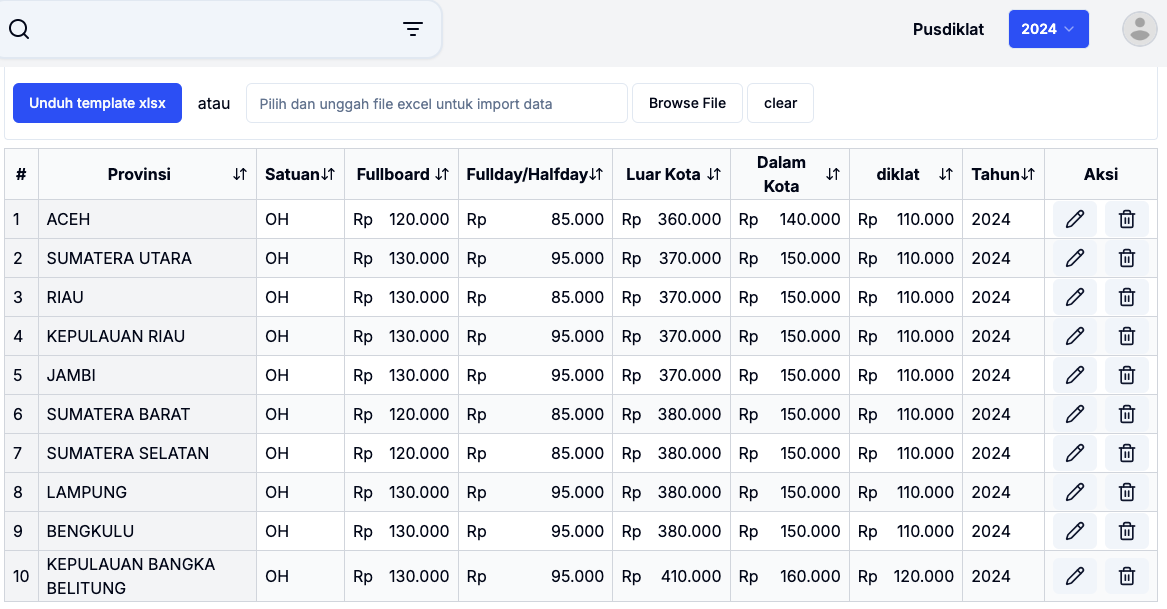 Pusdiklat 2024
Unduh template xlsx atau Pilih dan unggah file excel untuk import data Browse File clear
# Provinsi Satuan Fullboard Fullday/Halfday Luar Kota Dalam Kota diklat Tahun Aksi
1 ACEH OH Rp 120.000 Rp 85.000 Rp 360.000 Rp 140.000 Rp 110.000 2024
2 SUMATERA UTARA OH Rp 130.000 Rp 95.000 Rp 370.000 Rp 150.000 Rp 110.000 2024
3 RIAU OH Rp 130.000 Rp 85.000 Rp 370.000 Rp 150.000 Rp 110.000 2024
4 KEPULAUAN RIAU OH Rp 130.000 Rp 95.000 Rp 370.000 Rp 150.000 Rp 110.000 2024
5 JAMBI OH Rp 130.000 Rp 95.000 Rp 370.000 Rp 150.000 Rp 110.000 2024
6 SUMATERA BARAT OH Rp 120.000 Rp 85.000 Rp 380.000 Rp 150.000 Rp 110.000 2024
7 SUMATERA SELATAN OH Rp 120.000 Rp 85.000 Rp 380.000 Rp 150.000 Rp 110.000 2024
8 LAMPUNG OH Rp 130.000 Rp 95.000 Rp 380.000 Rp 150.000 Rp 110.000 2024
9 BENGKULU OH Rp 130.000 Rp 95.000 Rp 380.000 Rp 150.000 Rp 110.000 2024
10 KEPULAUAN BANGKA BELITUNG OH Rp 130.000 Rp 95.000 Rp 410.000 Rp 160.000 Rp 120.000 2024